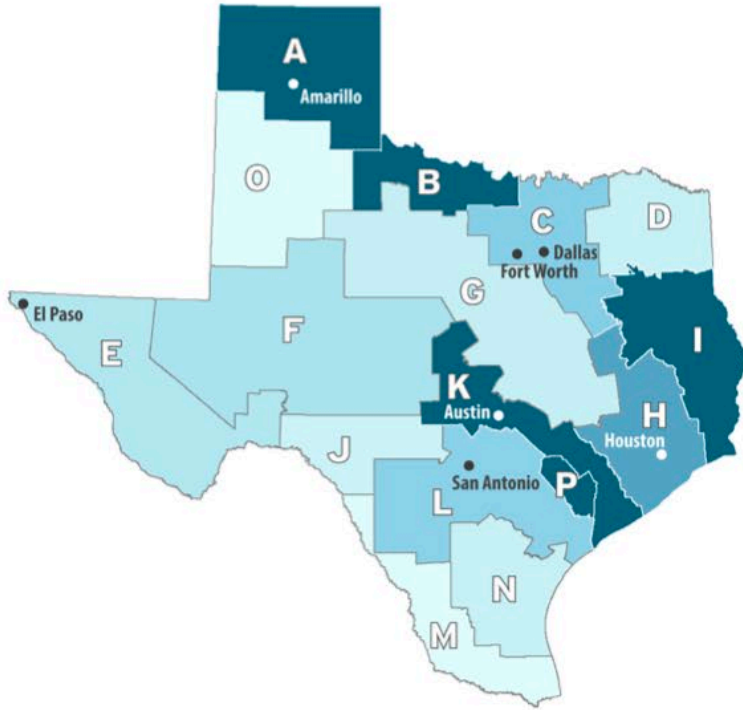 A
Amarillo
O
B
C
D
Dallas
Fort Worth
G
El Paso
E
F
I
K
Austin
H
Houston
J
San Antonio
P
L
N
M